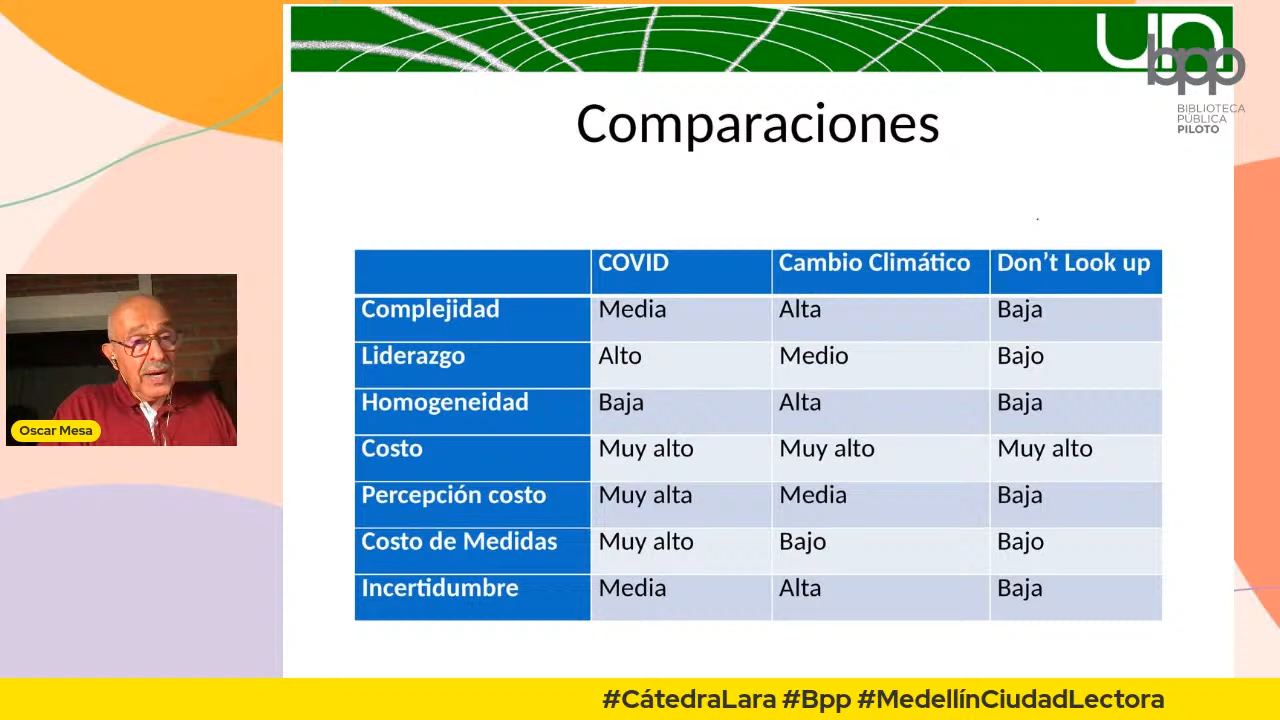 un
bpp
BIBLIOTECA
PÚBLICA
PILOTO
Comparaciones
COVID Cambio Climático Don’t Look up
Complejidad Media Alta Baja
Liderazgo Alto Medio Bajo
Homogeneidad Baja Alta Baja
Costo Muy alto Muy alto Muy alto
Percepción costo Muy alta Media Baja
Costo de Medidas Muy alto Bajo Bajo
Incertidumbre Media Alta Baja
Oscar Mesa
#CátedraLara #Bpp #MedellínCiudadLectora